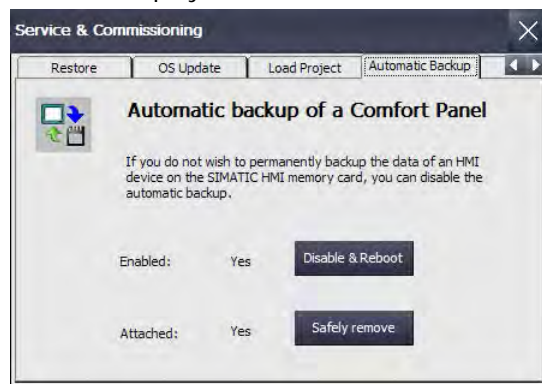 Service & Commissioning
Restore OS Update Load Project Automatic Backup
Automatic backup of a Comfort Panel
If you do not wish to permanently backup the data of an HMI
device on the SIMATIC HMI memory card, you can disable the
automatic backup.
Enabled: Yes Disable & Reboot
Attached: Yes Safely remove